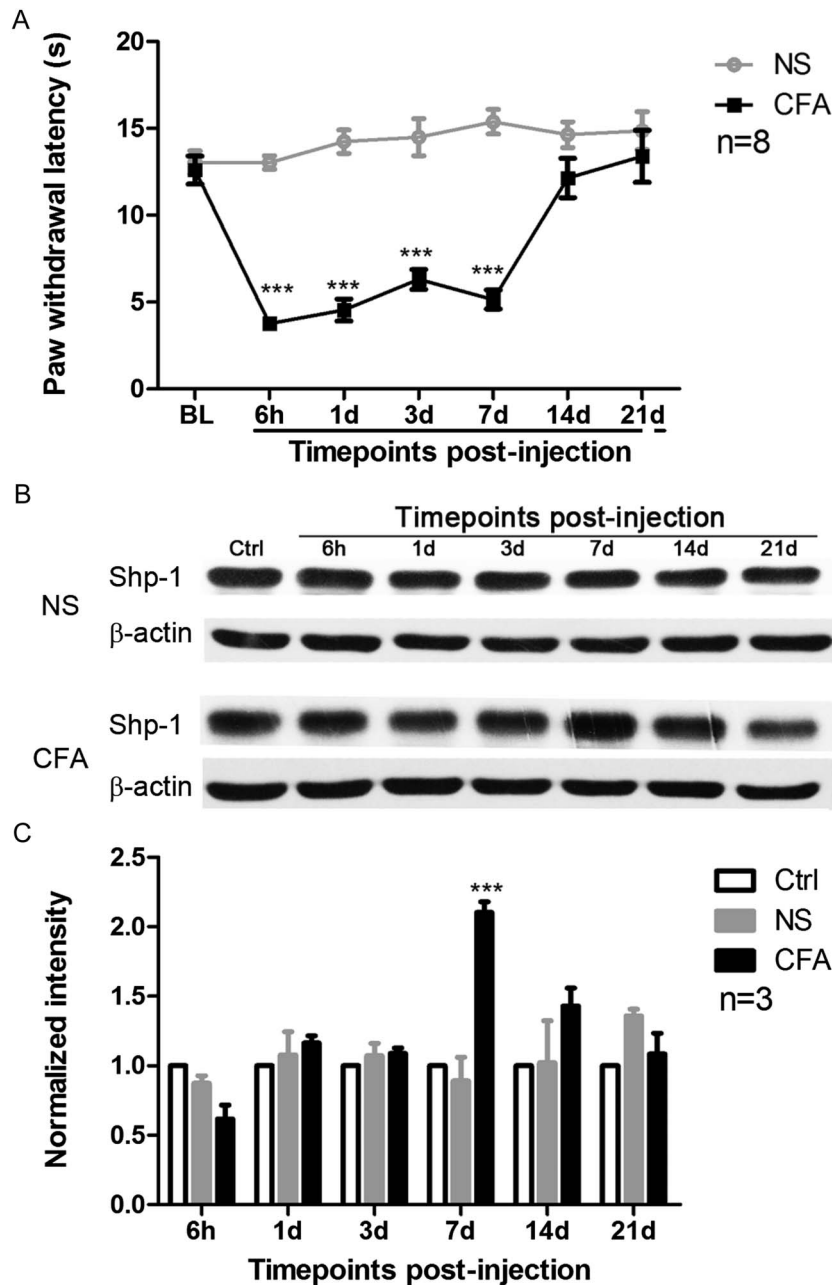 A
Paw withdrawal latency (s)
20
15
10
5
0
NS
CFA
n=8
***
***
***
***
BL
6h
1d
3d
7d
14d
21d
Timepoints post-injection
B
Timepoints post-injection
Ctrl
6h
1d
3d
7d
14d
21d
NS
Shp-1
β-actin
CFA
Shp-1
β-actin
C
Normalized intensity
2.5
2.0
1.5
1.0
0.5
0.0
***
Ctrl
NS
CFA
n=3
6h
1d
3d
7d
14d
21d
Timepoints post-injection